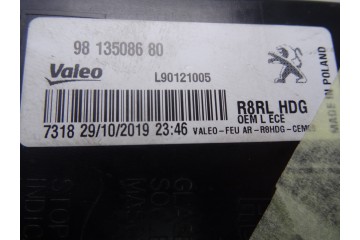 98 135086 80
Valeo
L90121005
R8RL HDG
OEM L ECE
7318 29/10/2019 23:46
VALEO-FEU AR-R8HDG-CEM
MADE IN POLAND